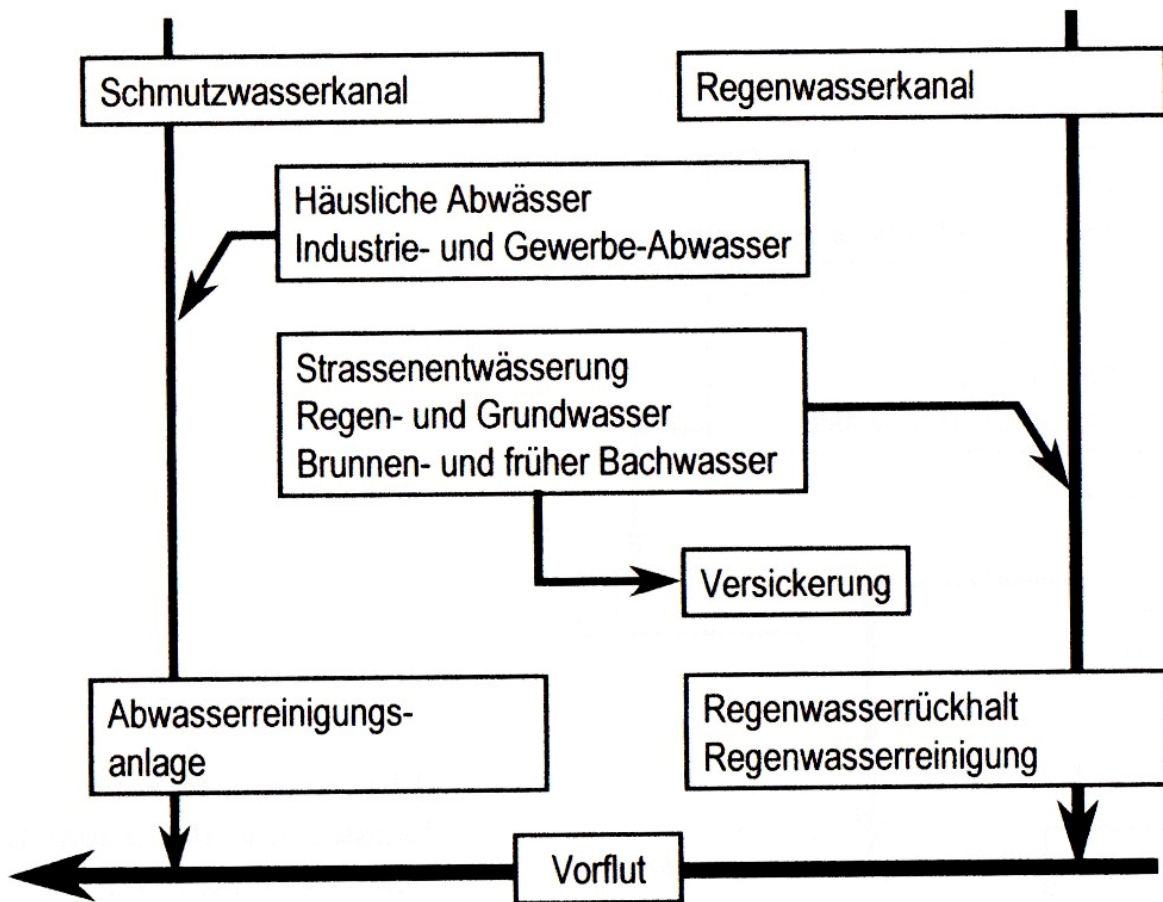 Schmutzwasserkanal
Regenwasserkanal
Häusliche Abwässer
Industrie- und Gewerbe-Abwasser
Strassenentwässerung
Regen- und Grundwasser
Brunnen- und früher Bachwasser
Versickerung
Abwasserreinigungs-
anlage
Regenwasserrückhalt
Regenwasserreinigung
Vorflut